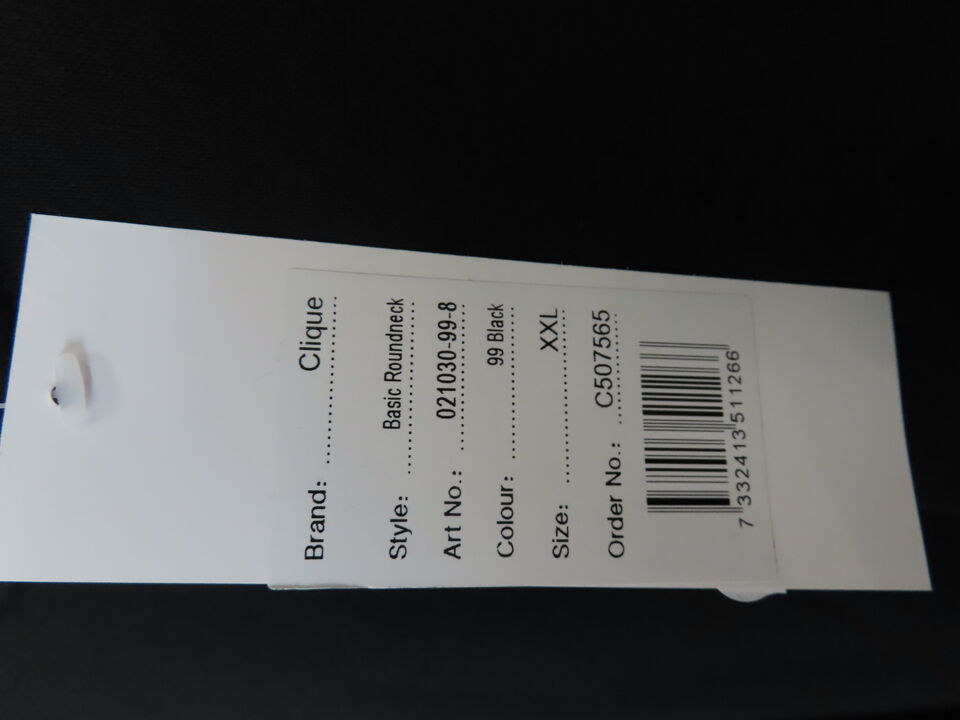 Brand: Clique
Style: Basic Roundneck
Art No.: 021030-99-8
Colour: 99 Black
Size: XXL
Order No.: C507565
7 332413 511266